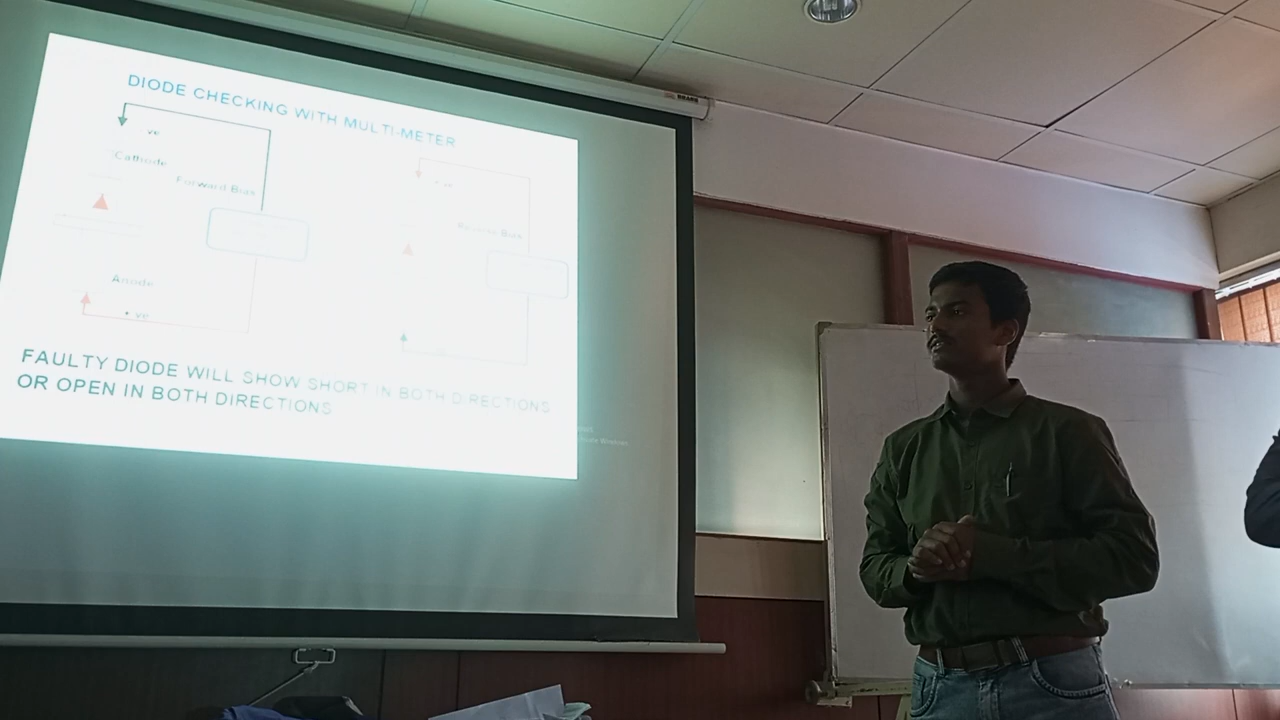 DIODE CHECKING WITH MULTI-METER
ve
Cathode
Forward Bias
+ ve
Reverse Bias
Anode
+ ve
FAULTY DIODE WILL SHOW SHORT IN BOTH DIRECTIONS
OR OPEN IN BOTH DIRECTIONS